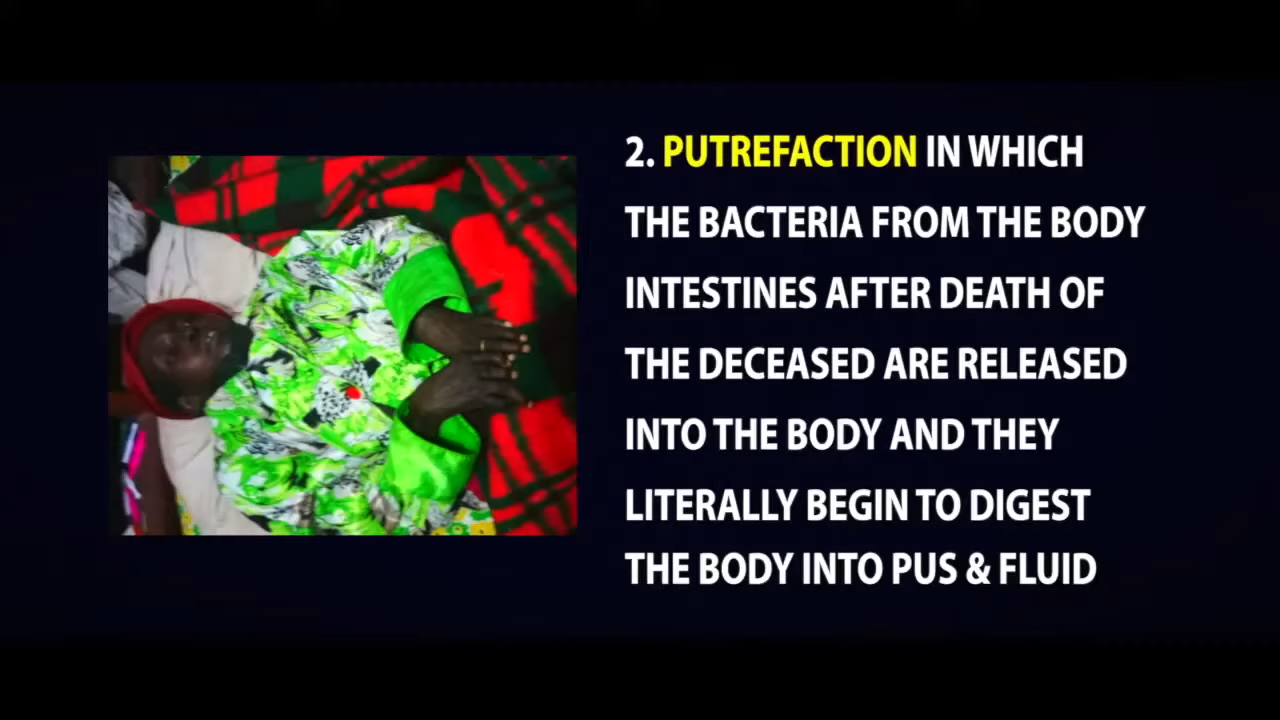 2. PUTREFACTION IN WHICH
THE BACTERIA FROM THE BODY
INTESTINES AFTER DEATH OF
THE DECEASED ARE RELEASED
INTO THE BODY AND THEY
LITERALLY BEGIN TO DIGEST
THE BODY INTO PUS & FLUID